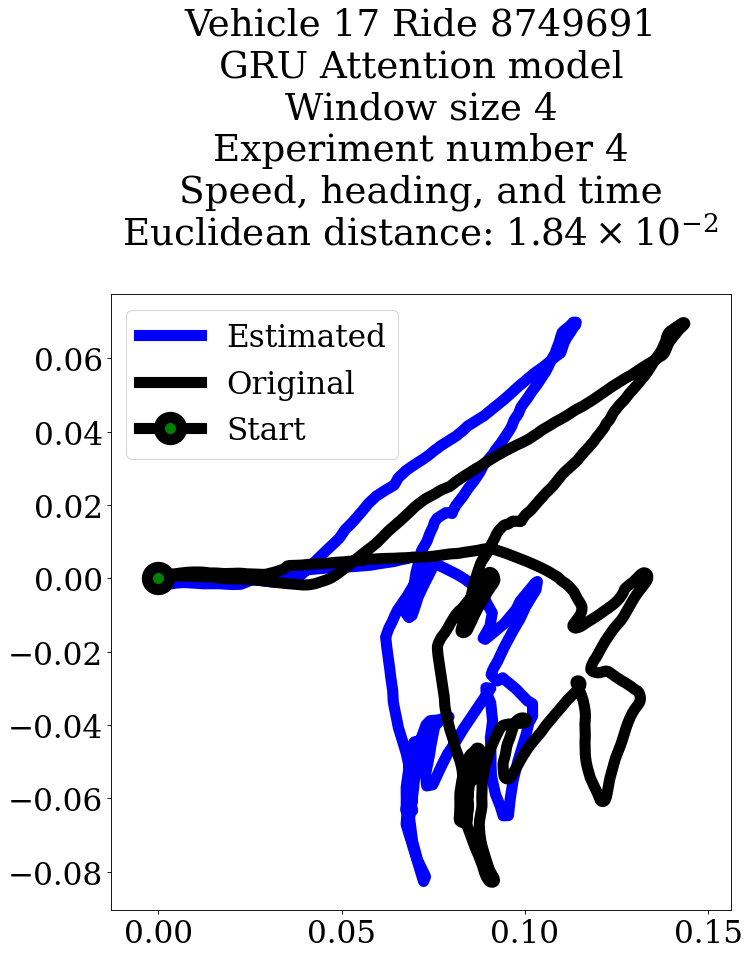 Vehicle 17 Ride 8749691
GRU Attention model
Window size 4
Experiment number 4
Speed, heading, and time
Euclidean distance: 1.84 × 10⁻²
Estimated
Original
Start
0.06
0.04
0.02
0.00
−0.02
−0.04
−0.06
−0.08
0.00 0.05 0.10 0.15